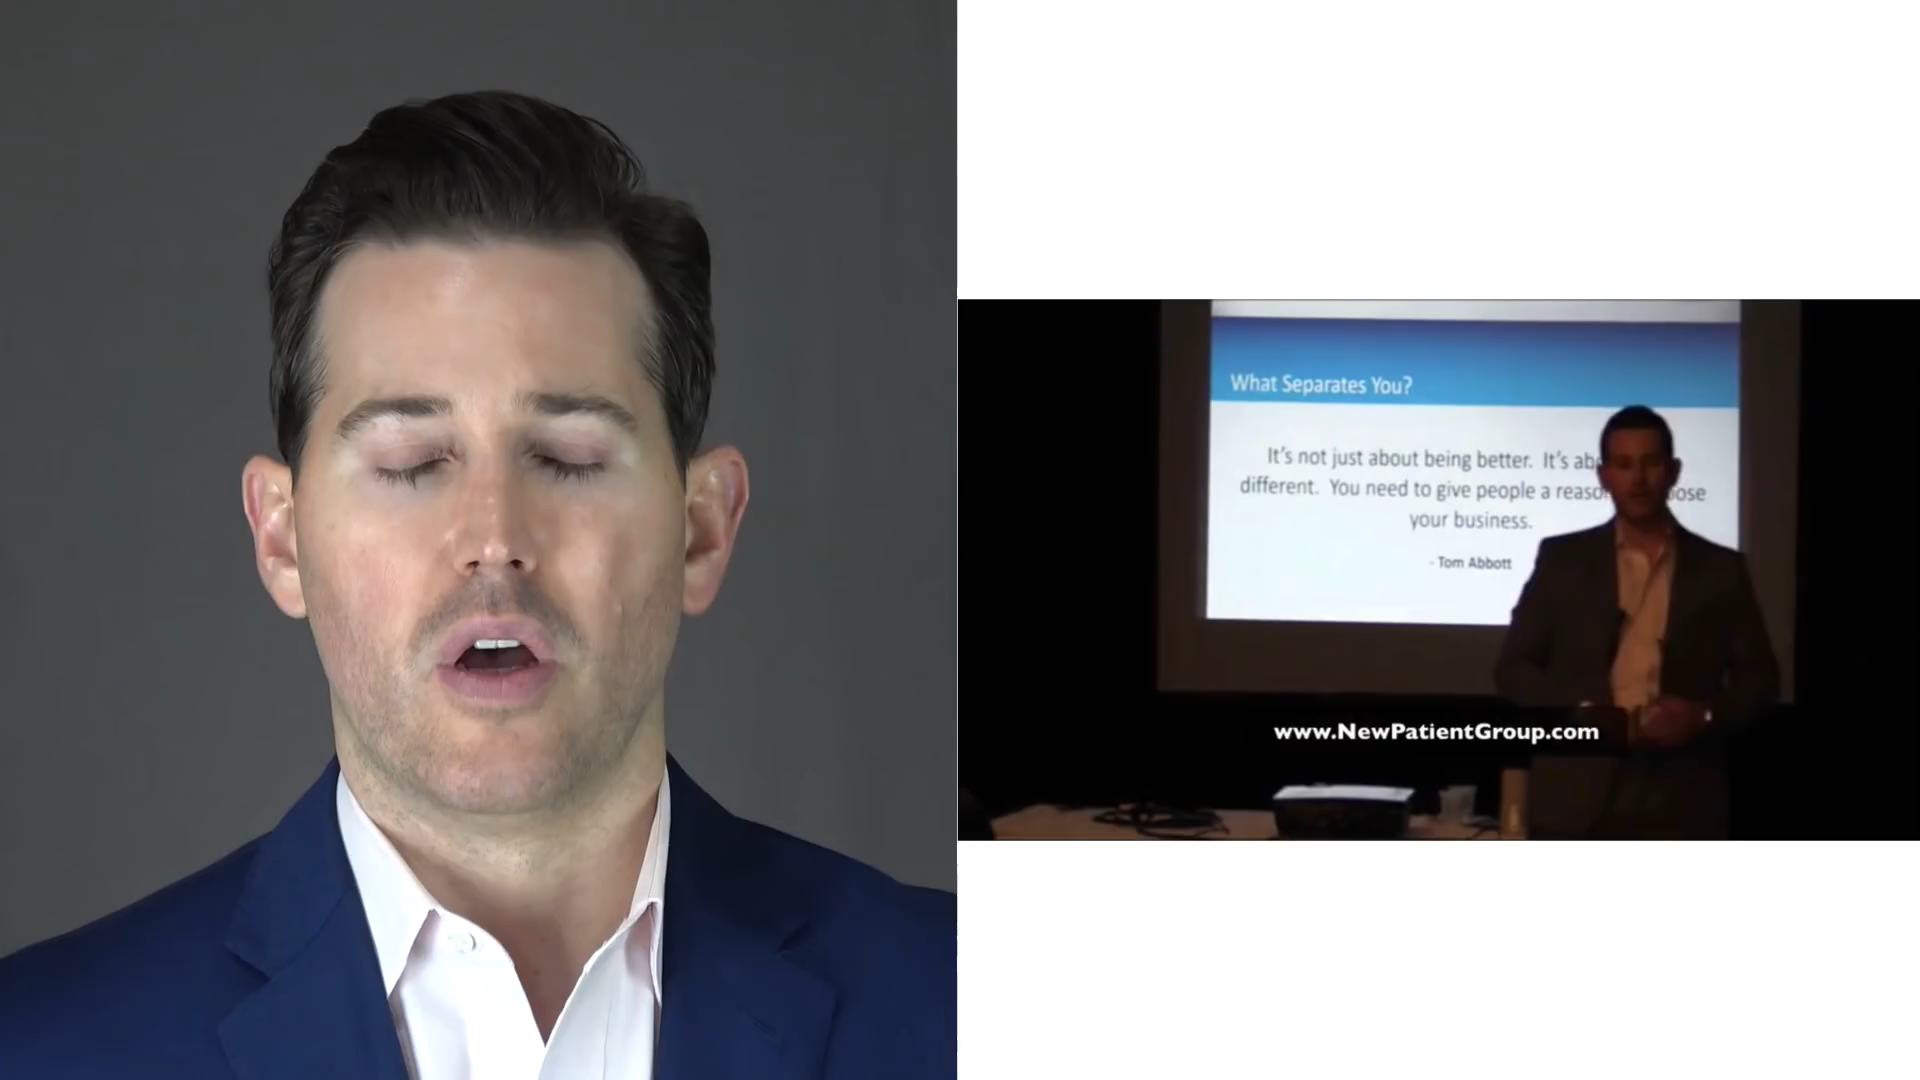 What Separates You?
It's not just about being better. It's
different. You need to give people a
your business.
- Tom Abbott
www.NewPatientGroup.com